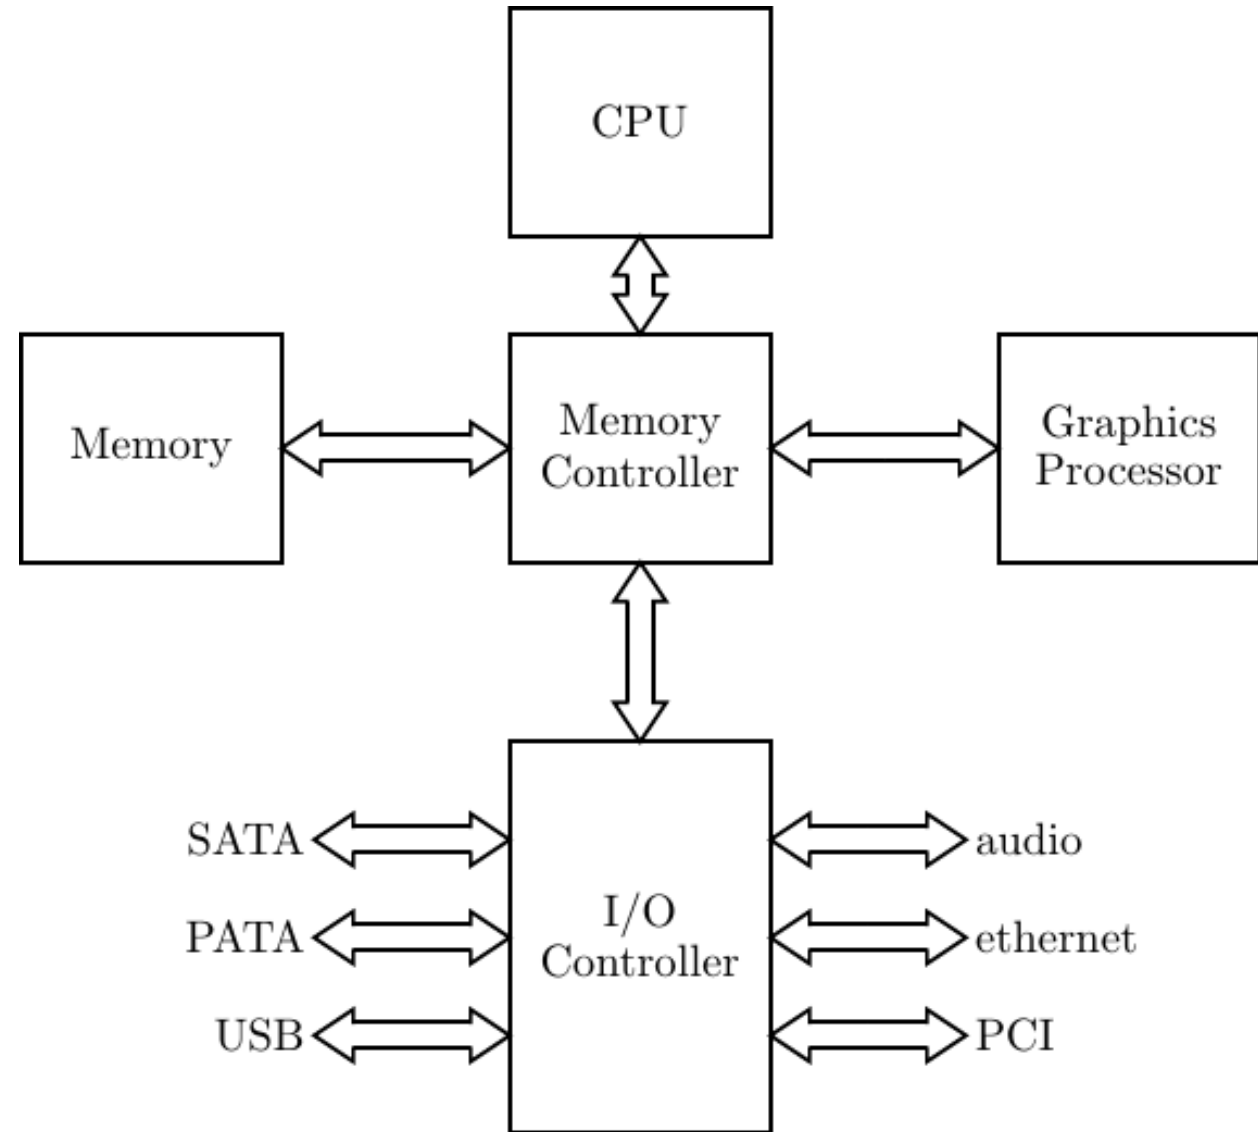 CPU
Memory
Memory
Controller
Graphics
Processor
SATA
PATA
USB
I/O
Controller
audio
ethernet
PCI